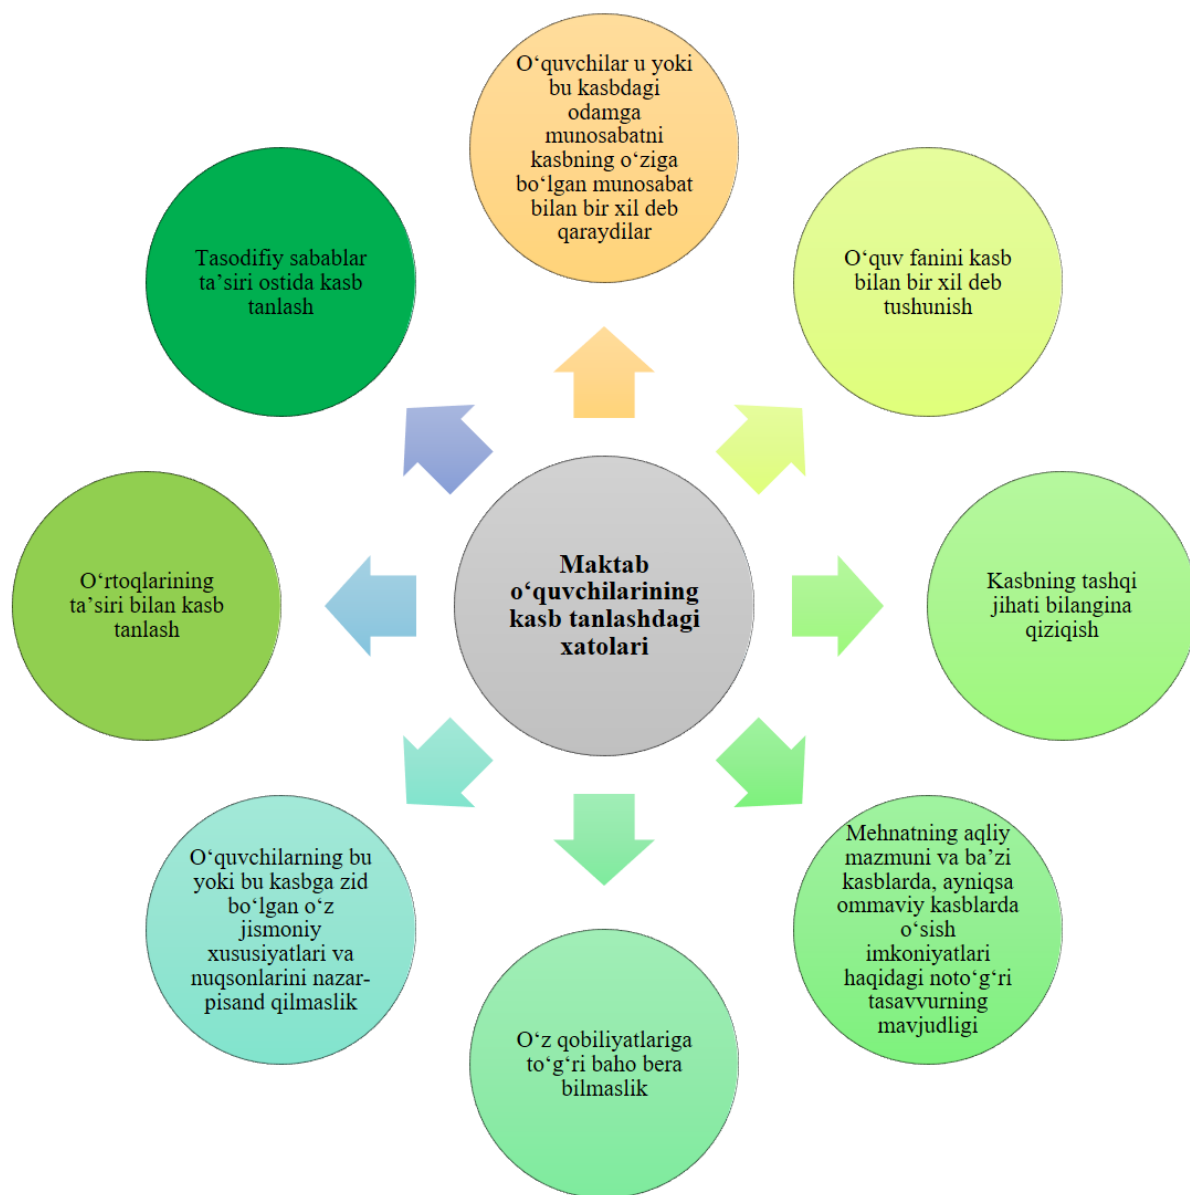 O‘quvchilar u yoki
bu kasbdagi
odamga
munosabatni
kasbning o‘ziga
bo‘lgan munosabat
bilan bir xil deb
qaraydilar
O‘quv fanini kasb
bilan bir xil deb
tushunish
Kasbning tashqi
jihati bilangina
qiziqish
Mehnatning aqliy
mazmuni va ba’zi
kasblarda, ayniqsa
ommaviy kasblarda
o‘sish
imkoniyatlari
haqidagi noto‘g‘ri
tasavvurning
mavjudligi
O‘z qobiliyatlariga
to‘g‘ri baho bera
bilmaslik
O‘quvchilarning bu
yoki bu kasbga zid
bo‘lgan o‘z
jismoniy
xususiyatlari va
nuqsonlarini nazar-
pisand qilmaslik
O‘rtoqlarining
ta’siri bilan kasb
tanlash
Tasodifiy sabablar
ta’siri ostida kasb
tanlash
Maktab
o‘quvchilarining
kasb tanlashdagi
xatolari